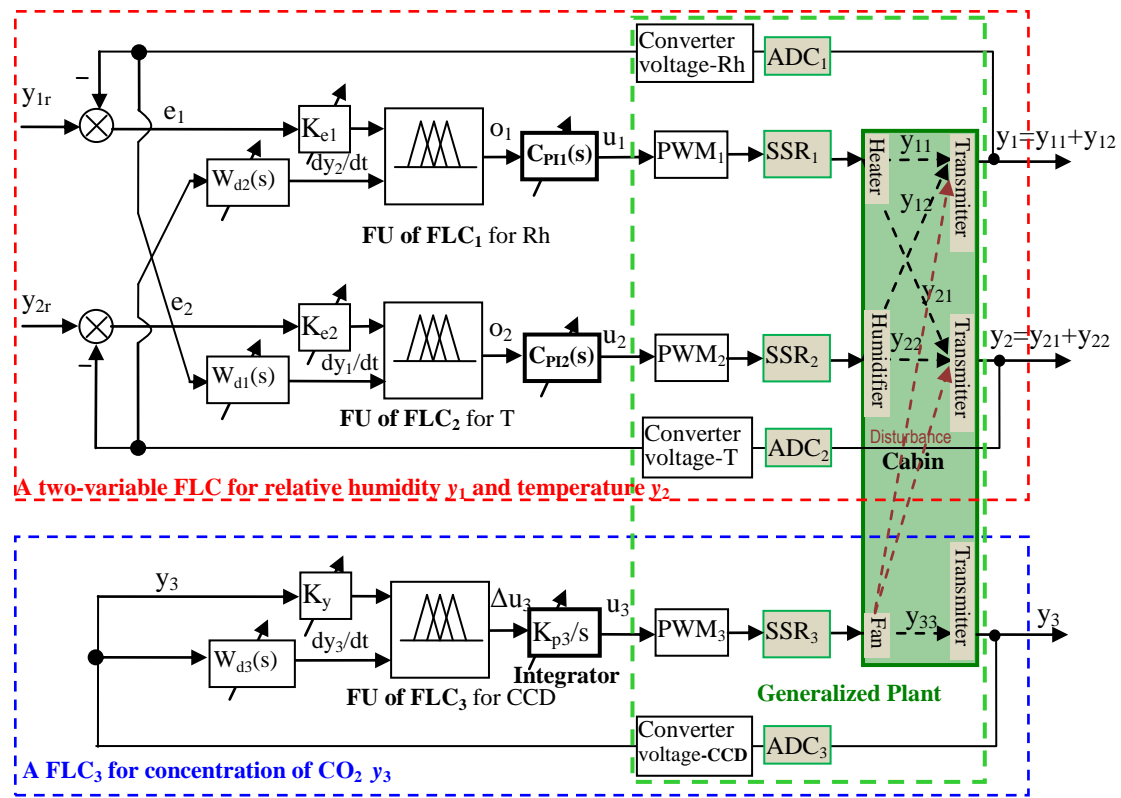 Converter
voltage-Rh
ADC1
−
y1r
e1
Ke1
o1
u1
CPI1(s)
PWM1
SSR1
Heater
y11
Transmitter
y1=y11+y12
Wd2(s)
dy2/dt
y12
FU of FLC1 for Rh
y2r
e2
Ke2
o2
u2
CPI2(s)
PWM2
SSR2
Humidifier
y21
y22
Transmitter
y2=y21+y22
−
Wd1(s)
dy1/dt
FU of FLC2 for T
Converter
voltage-T
ADC2
Disturbance
Cabin
A two-variable FLC for relative humidity y1 and temperature y2
y3
Ky
Δu3
u3
Kp3/s
PWM3
SSR3
Fan
y33
Transmitter
y3
Wd3(s)
dy3/dt
Integrator
FU of FLC3 for CCD
Generalized Plant
Converter
voltage-CCD
ADC3
A FLC3 for concentration of CO2 y3